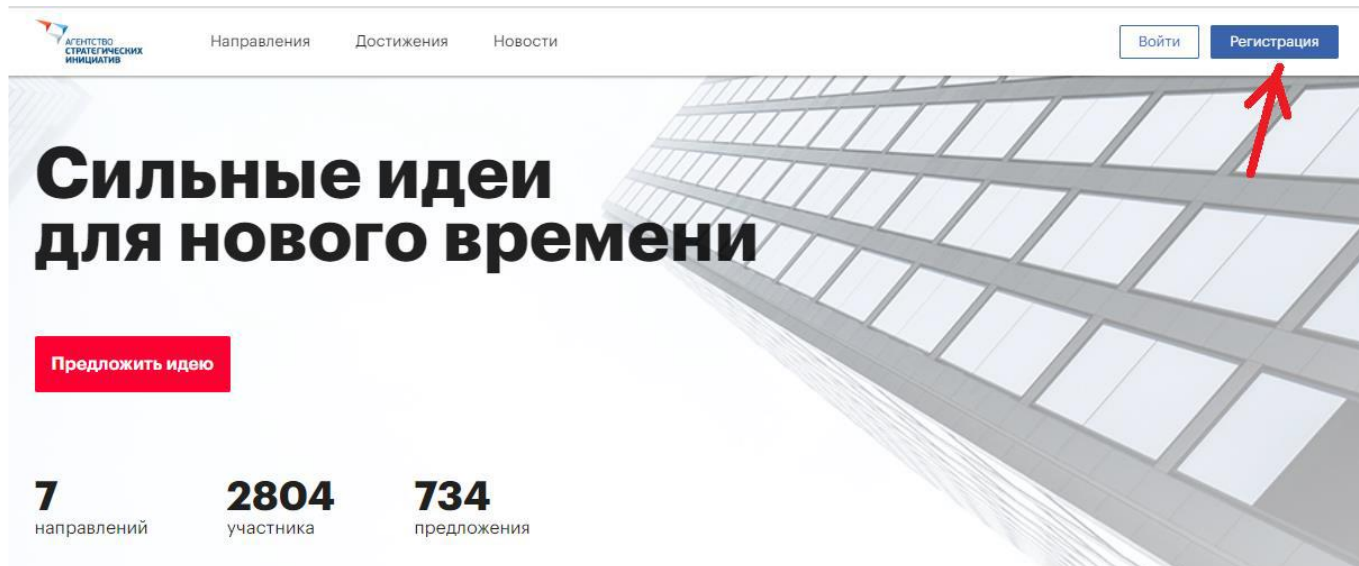 АГЕНТСТВО
СТРАТЕГИЧЕСКИХ
ИНИЦИАТИВ
Направления Достижения Новости
Войти Регистрация
Сильные идеи
для нового времени
Предложить идею
7 2804 734
направлений участника предложения